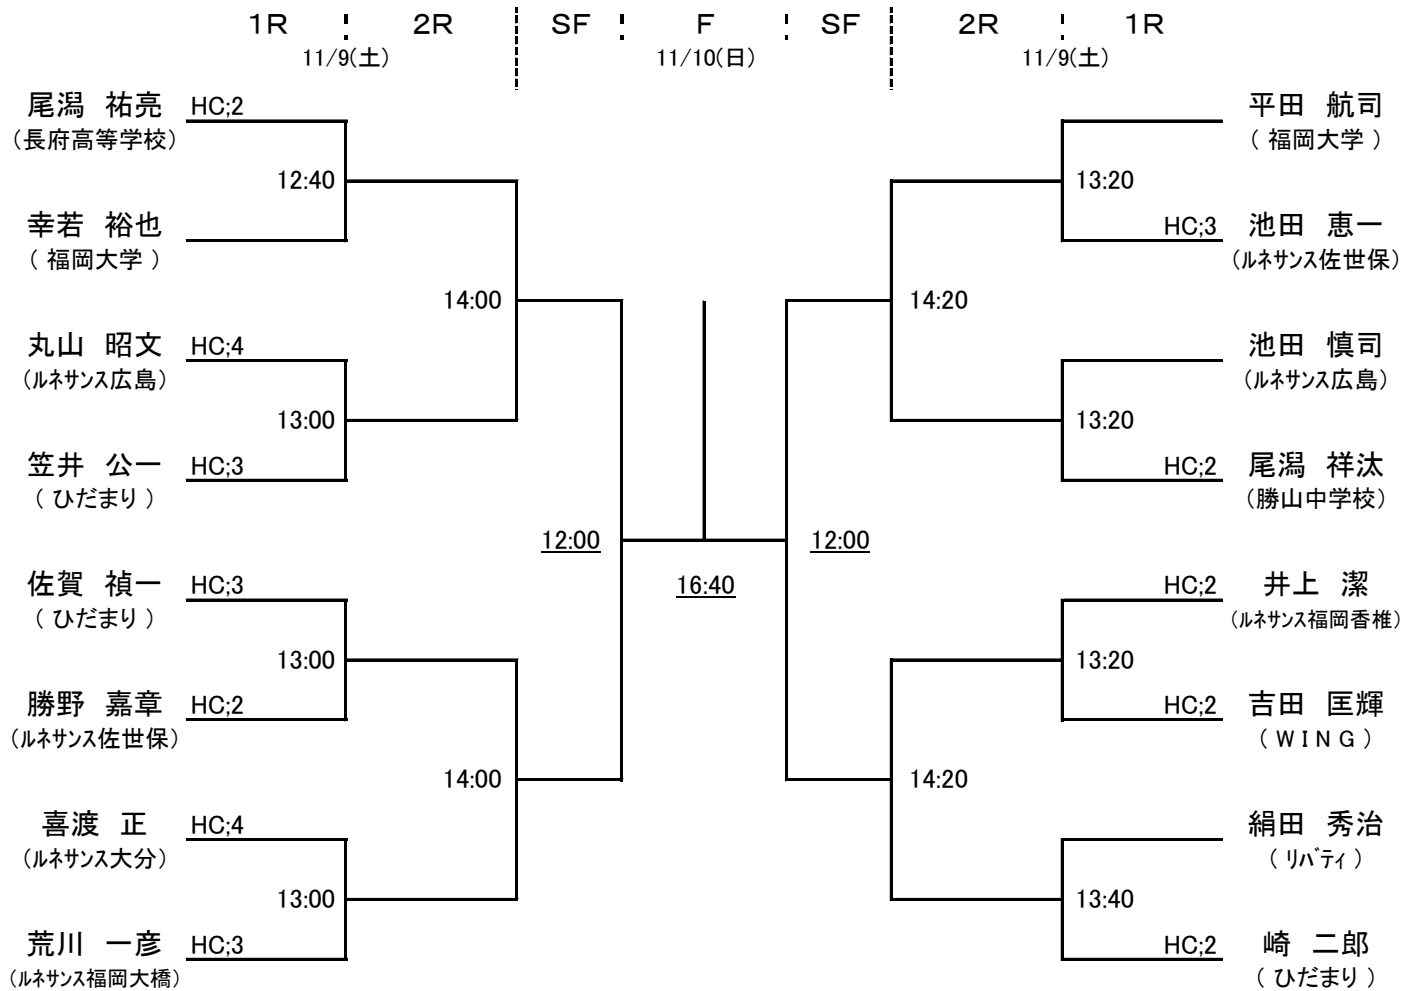 1R 2R SF F SF 2R 1R
11/9(土) 11/10(日) 11/9(土)
尾潟 祐亮 HC;2
(長府高等学校)
12:40
幸若 裕也
( 福岡大学 )
14:00
丸山 昭文 HC;4
(ルネサンス広島)
13:00
笠井 公一 HC;3
( ひだまり )
12:00
佐賀 禎一 HC;3
( ひだまり )
13:00
勝野 嘉章 HC;2
(ルネサンス佐世保)
14:00
喜渡 正 HC;4
(ルネサンス大分)
13:00
荒川 一彦 HC;3
(ルネサンス福岡大橋)
16:40
平田 航司
( 福岡大学 )
13:20
HC;3 池田 恵一
(ルネサンス佐世保)
14:20
池田 慎司
(ルネサンス広島)
13:20
HC;2 尾潟 祥汰
(勝山中学校)
12:00
HC;2 井上 潔
(ルネサンス福岡香椎)
13:20
HC;2 吉田 匡輝
( WING )
14:20
絹田 秀治
( リバティ )
13:40
HC;2 崎 二郎
( ひだまり )